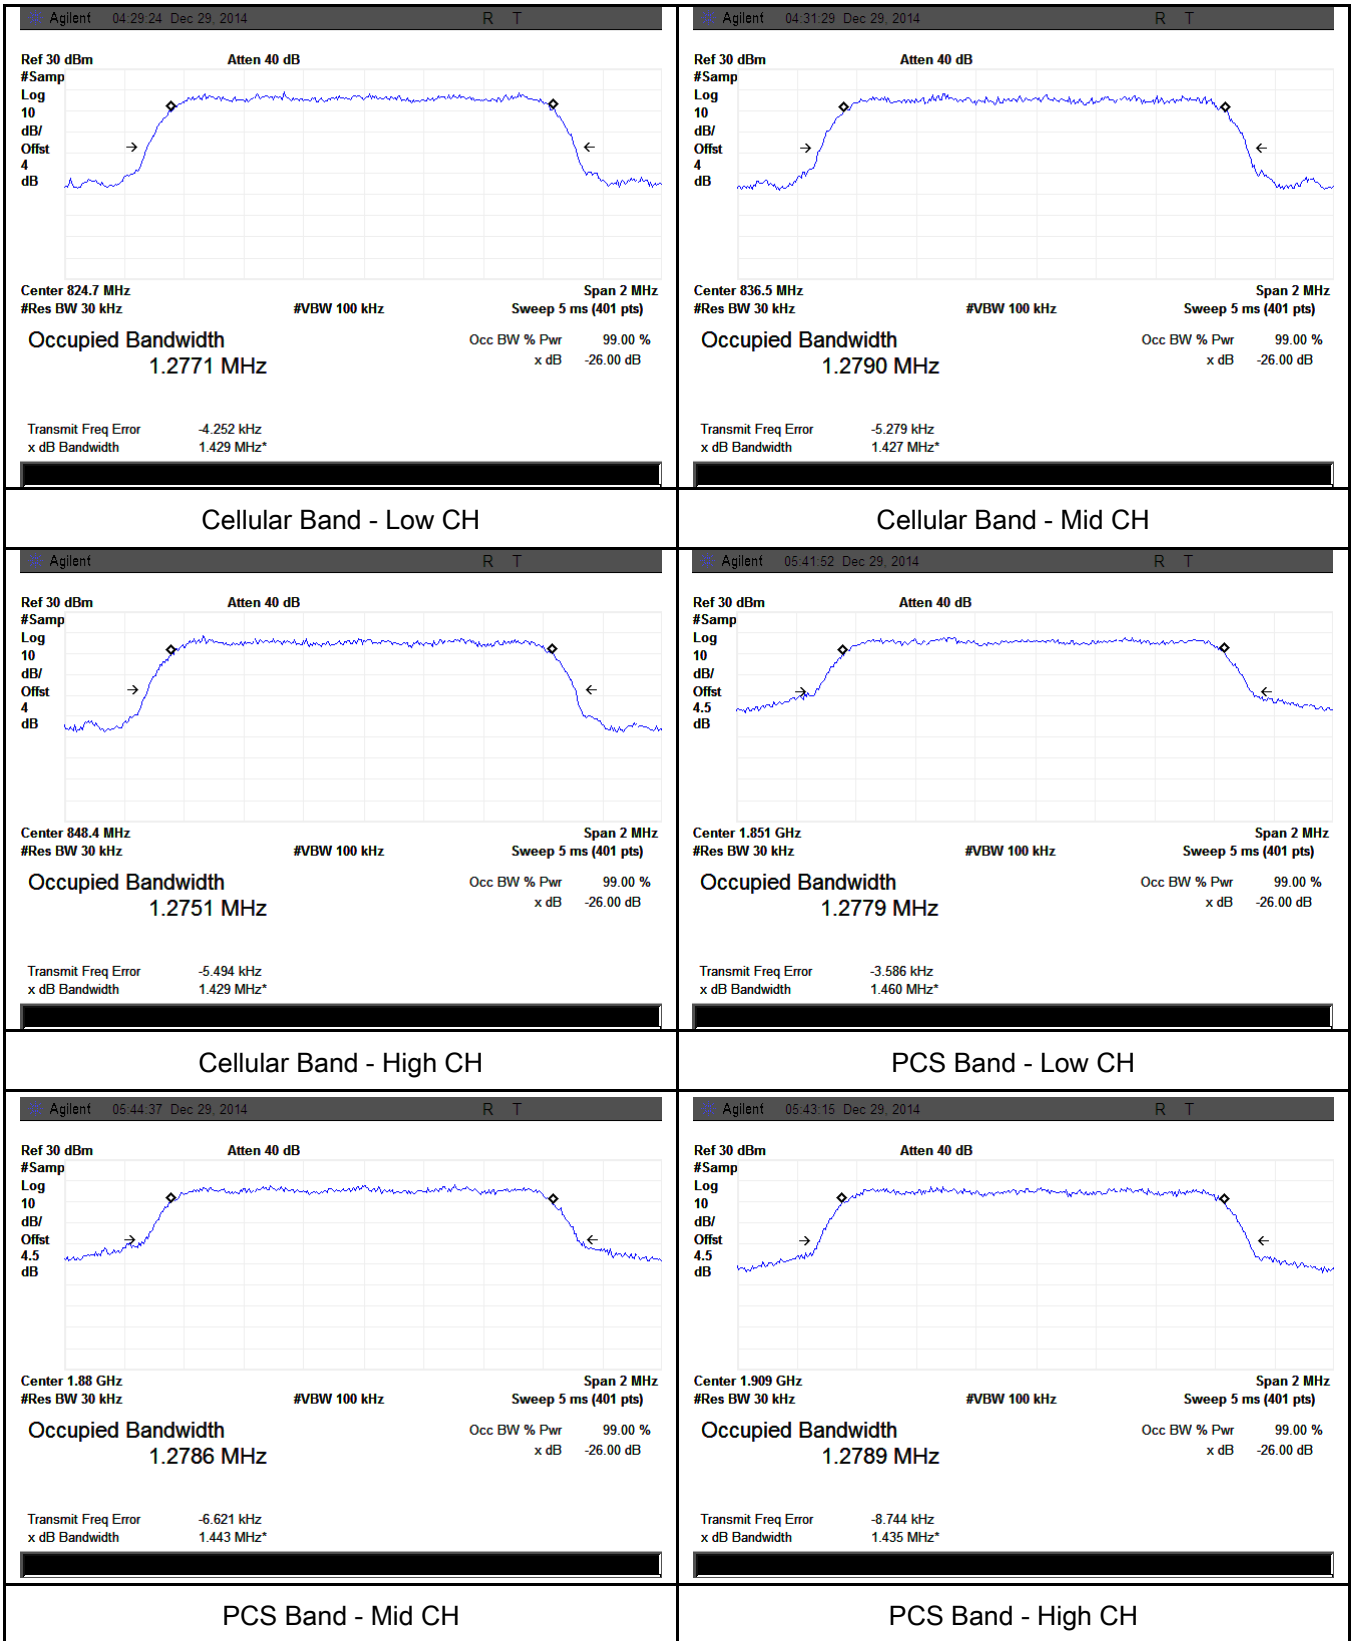 Agilent 04:29:24 Dec 29, 2014 R T
Ref 30 dBm Atten 40 dB
#Samp
Log
10
dB/
Offst
4
dB
Center 824.7 MHz Span 2 MHz
#Res BW 30 kHz #VBW 100 kHz Sweep 5 ms (401 pts)
Occupied Bandwidth Occ BW % Pwr 99.00 %
1.2771 MHz x dB -26.00 dB
Transmit Freq Error -4.252 kHz
x dB Bandwidth 1.429 MHz*
Cellular Band - Low CH
Agilent 04:31:29 Dec 29, 2014 R T
Ref 30 dBm Atten 40 dB
#Samp
Log
10
dB/
Offst
4
dB
Center 836.5 MHz Span 2 MHz
#Res BW 30 kHz #VBW 100 kHz Sweep 5 ms (401 pts)
Occupied Bandwidth Occ BW % Pwr 99.00 %
1.2790 MHz x dB -26.00 dB
Transmit Freq Error -5.279 kHz
x dB Bandwidth 1.427 MHz*
Cellular Band - Mid CH
Agilent R T
Ref 30 dBm Atten 40 dB
#Samp
Log
10
dB/
Offst
4
dB
Center 848.4 MHz Span 2 MHz
#Res BW 30 kHz #VBW 100 kHz Sweep 5 ms (401 pts)
Occupied Bandwidth Occ BW % Pwr 99.00 %
1.2751 MHz x dB -26.00 dB
Transmit Freq Error -5.494 kHz
x dB Bandwidth 1.429 MHz*
Cellular Band - High CH
Agilent 05:41:52 Dec 29, 2014 R T
Ref 30 dBm Atten 40 dB
#Samp
Log
10
dB/
Offst
4.5
dB
Center 1.851 GHz Span 2 MHz
#Res BW 30 kHz #VBW 100 kHz Sweep 5 ms (401 pts)
Occupied Bandwidth Occ BW % Pwr 99.00 %
1.2779 MHz x dB -26.00 dB
Transmit Freq Error -3.586 kHz
x dB Bandwidth 1.460 MHz*
PCS Band - Low CH
Agilent 05:44:37 Dec 29, 2014 R T
Ref 30 dBm Atten 40 dB
#Samp
Log
10
dB/
Offst
4.5
dB
Center 1.88 GHz Span 2 MHz
#Res BW 30 kHz #VBW 100 kHz Sweep 5 ms (401 pts)
Occupied Bandwidth Occ BW % Pwr 99.00 %
1.2786 MHz x dB -26.00 dB
Transmit Freq Error -6.621 kHz
x dB Bandwidth 1.443 MHz*
PCS Band - Mid CH
Agilent 05:43:15 Dec 29, 2014 R T
Ref 30 dBm Atten 40 dB
#Samp
Log
10
dB/
Offst
4.5
dB
Center 1.909 GHz Span 2 MHz
#Res BW 30 kHz #VBW 100 kHz Sweep 5 ms (401 pts)
Occupied Bandwidth Occ BW % Pwr 99.00 %
1.2789 MHz x dB -26.00 dB
Transmit Freq Error -8.744 kHz
x dB Bandwidth 1.435 MHz*
PCS Band - High CH